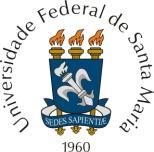 Universidade Federal de Santa Maria
SEDES SAPIENTIÆ
1960